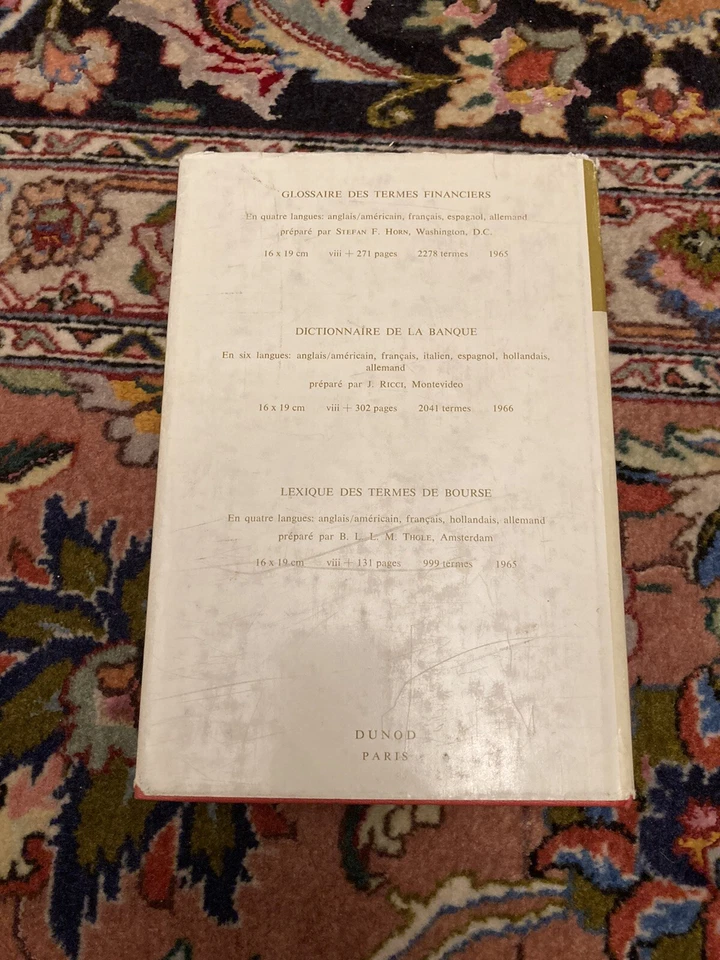 GLOSSAIRE DES TERMES FINANCIERS
En quatre langues: anglais/américain, français, espagnol, allemand
préparé par STEFAN F. HORN, Washington, D.C.
16 x 19 cm viii + 271 pages 2278 termes 1965
DICTIONNAIRE DE LA BANQUE
En six langues: anglais/américain, français, italien, espagnol, hollandais,
allemand
préparé par J. RICCI, Montevideo
16 x 19 cm viii + 302 pages 2041 termes 1966
LEXIQUE DES TERMES DE BOURSE
En quatre langues: anglais/américain, français, hollandais, allemand
préparé par B. L. L. M. THOLE, Amsterdam
16 x 19 cm viii + 131 pages 999 termes 1965
DUNOD
PARIS